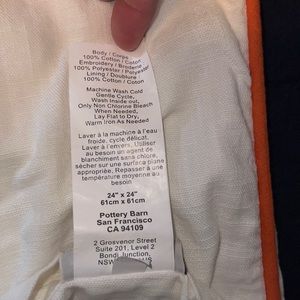 Body / Corps
100% Cotton / Coton
Embroidery / Broderie
100% Polyester / Polyester
Lining / Doublure
100% Cotton / Coton
Machine Wash Cold
Gentle Cycle,
Wash Inside out,
Only Non Chlorine Bleach
When Needed,
Lay Flat to Dry,
Warm Iron As Needed
Laver à la machine à l'eau
froide, cycle délicat.
Laver à l'envers. Utiliser
au besoin un agent de
blanchiment sans chlore,
sécher sur une surface plane
appropriée, Repasser à une
température moyenne au
besoin.
24" x 24"
61cm x 61cm
Pottery Barn
San Francisco
CA 94109
2 Grosvenor Street
Suite 201, Level 2
Bondi Junction,
NSW